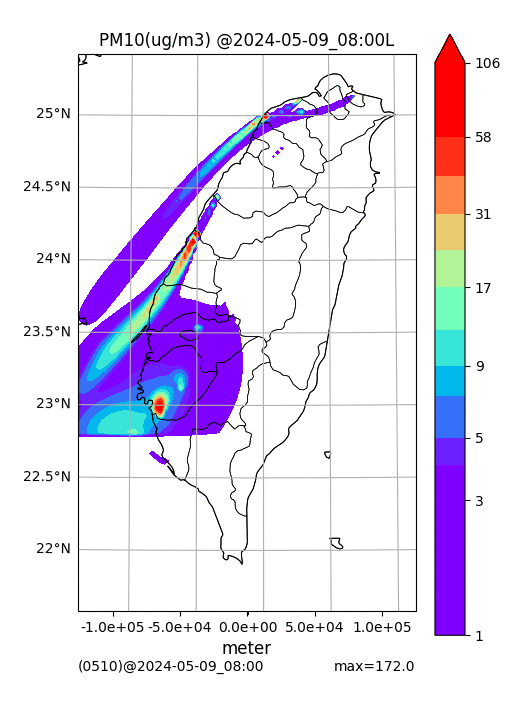 PM10(ug/m3) @2024-05-09_08:00L
106
58
31
17
9
5
3
1
25°N
24.5°N
24°N
23.5°N
23°N
22.5°N
22°N
-1.0e+05 -5.0e+04 0.0e+00 5.0e+04 1.0e+05
meter
(0510)@2024-05-09_08:00 max=172.0